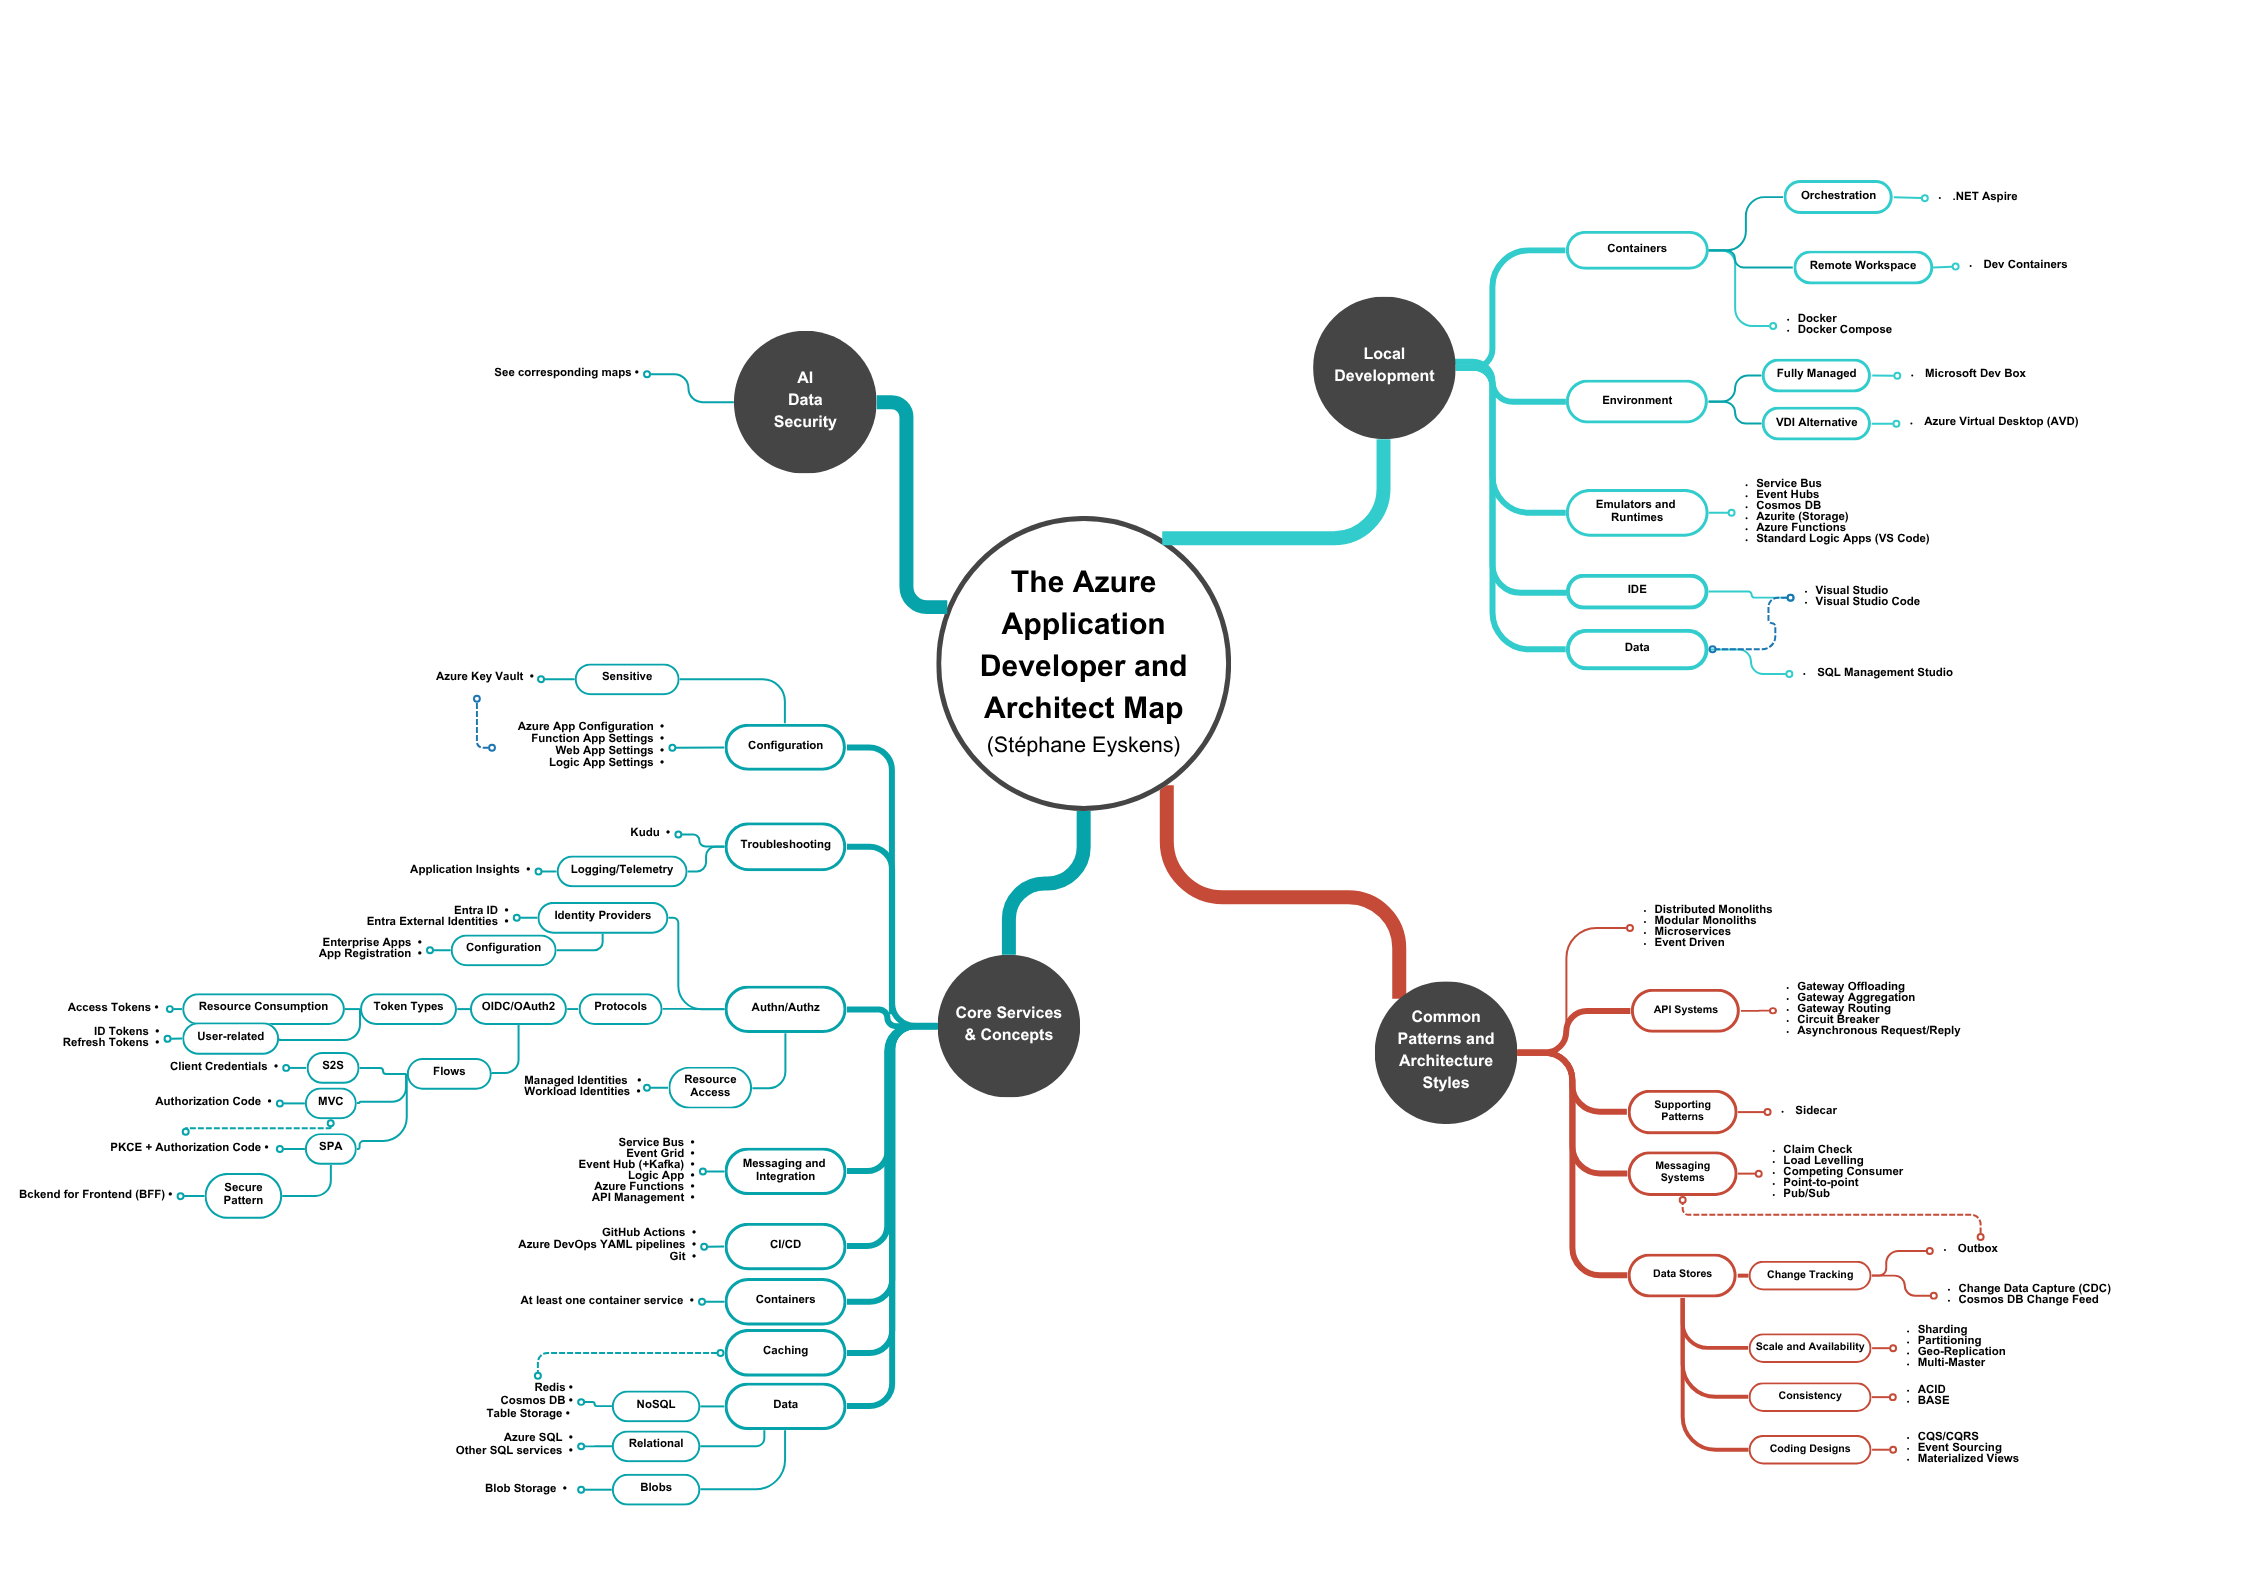 The Azure
Application
Developer and
Architect Map
(Stéphane Eyskens)
AI
Data
Security
See corresponding maps •
Local
Development
Containers
Orchestration
. .NET Aspire
Remote Workspace
. Dev Containers
. Docker
. Docker Compose
Environment
Fully Managed
. Microsoft Dev Box
VDI Alternative
. Azure Virtual Desktop (AVD)
Emulators and
Runtimes
. Service Bus
. Event Hubs
. Cosmos DB
. Azurite (Storage)
. Azure Functions
. Standard Logic Apps (VS Code)
IDE
. Visual Studio
. Visual Studio Code
Data
. SQL Management Studio
Core Services
& Concepts
Configuration
Sensitive
Azure Key Vault •
Azure App Configuration •
Function App Settings •
Web App Settings •
Logic App Settings •
Troubleshooting
Kudu •
Logging/Telemetry
Application Insights •
Authn/Authz
Identity Providers
Entra ID •
Entra External Identities •
Configuration
Enterprise Apps •
App Registration •
Protocols
OIDC/OAuth2
Token Types
Resource Consumption
Access Tokens •
User-related
ID Tokens •
Refresh Tokens •
Flows
S2S
Client Credentials •
MVC
Authorization Code •
SPA
PKCE + Authorization Code •
Secure
Pattern
Bckend for Frontend (BFF) •
Resource
Access
Managed Identities •
Workload Identities •
Messaging and
Integration
Service Bus •
Event Grid •
Event Hub (+Kafka) •
Logic App •
Azure Functions •
API Management •
CI/CD
GitHub Actions •
Azure DevOps YAML pipelines •
Git •
Containers
At least one container service •
Caching
Data
NoSQL
Redis •
Cosmos DB •
Table Storage •
Relational
Azure SQL •
Other SQL services •
Blobs
Blob Storage •
Common
Patterns and
Architecture
Styles
. Distributed Monoliths
. Modular Monoliths
. Microservices
. Event Driven
API Systems
. Gateway Offloading
. Gateway Aggregation
. Gateway Routing
. Circuit Breaker
. Asynchronous Request/Reply
Supporting
Patterns
. Sidecar
Messaging
Systems
. Claim Check
. Load Levelling
. Competing Consumer
. Point-to-point
. Pub/Sub
Data Stores
Change Tracking
. Outbox
. Change Data Capture (CDC)
. Cosmos DB Change Feed
Scale and Availability
. Sharding
. Partitioning
. Geo-Replication
. Multi-Master
Consistency
. ACID
. BASE
Coding Designs
. CQS/CQRS
. Event Sourcing
. Materialized Views